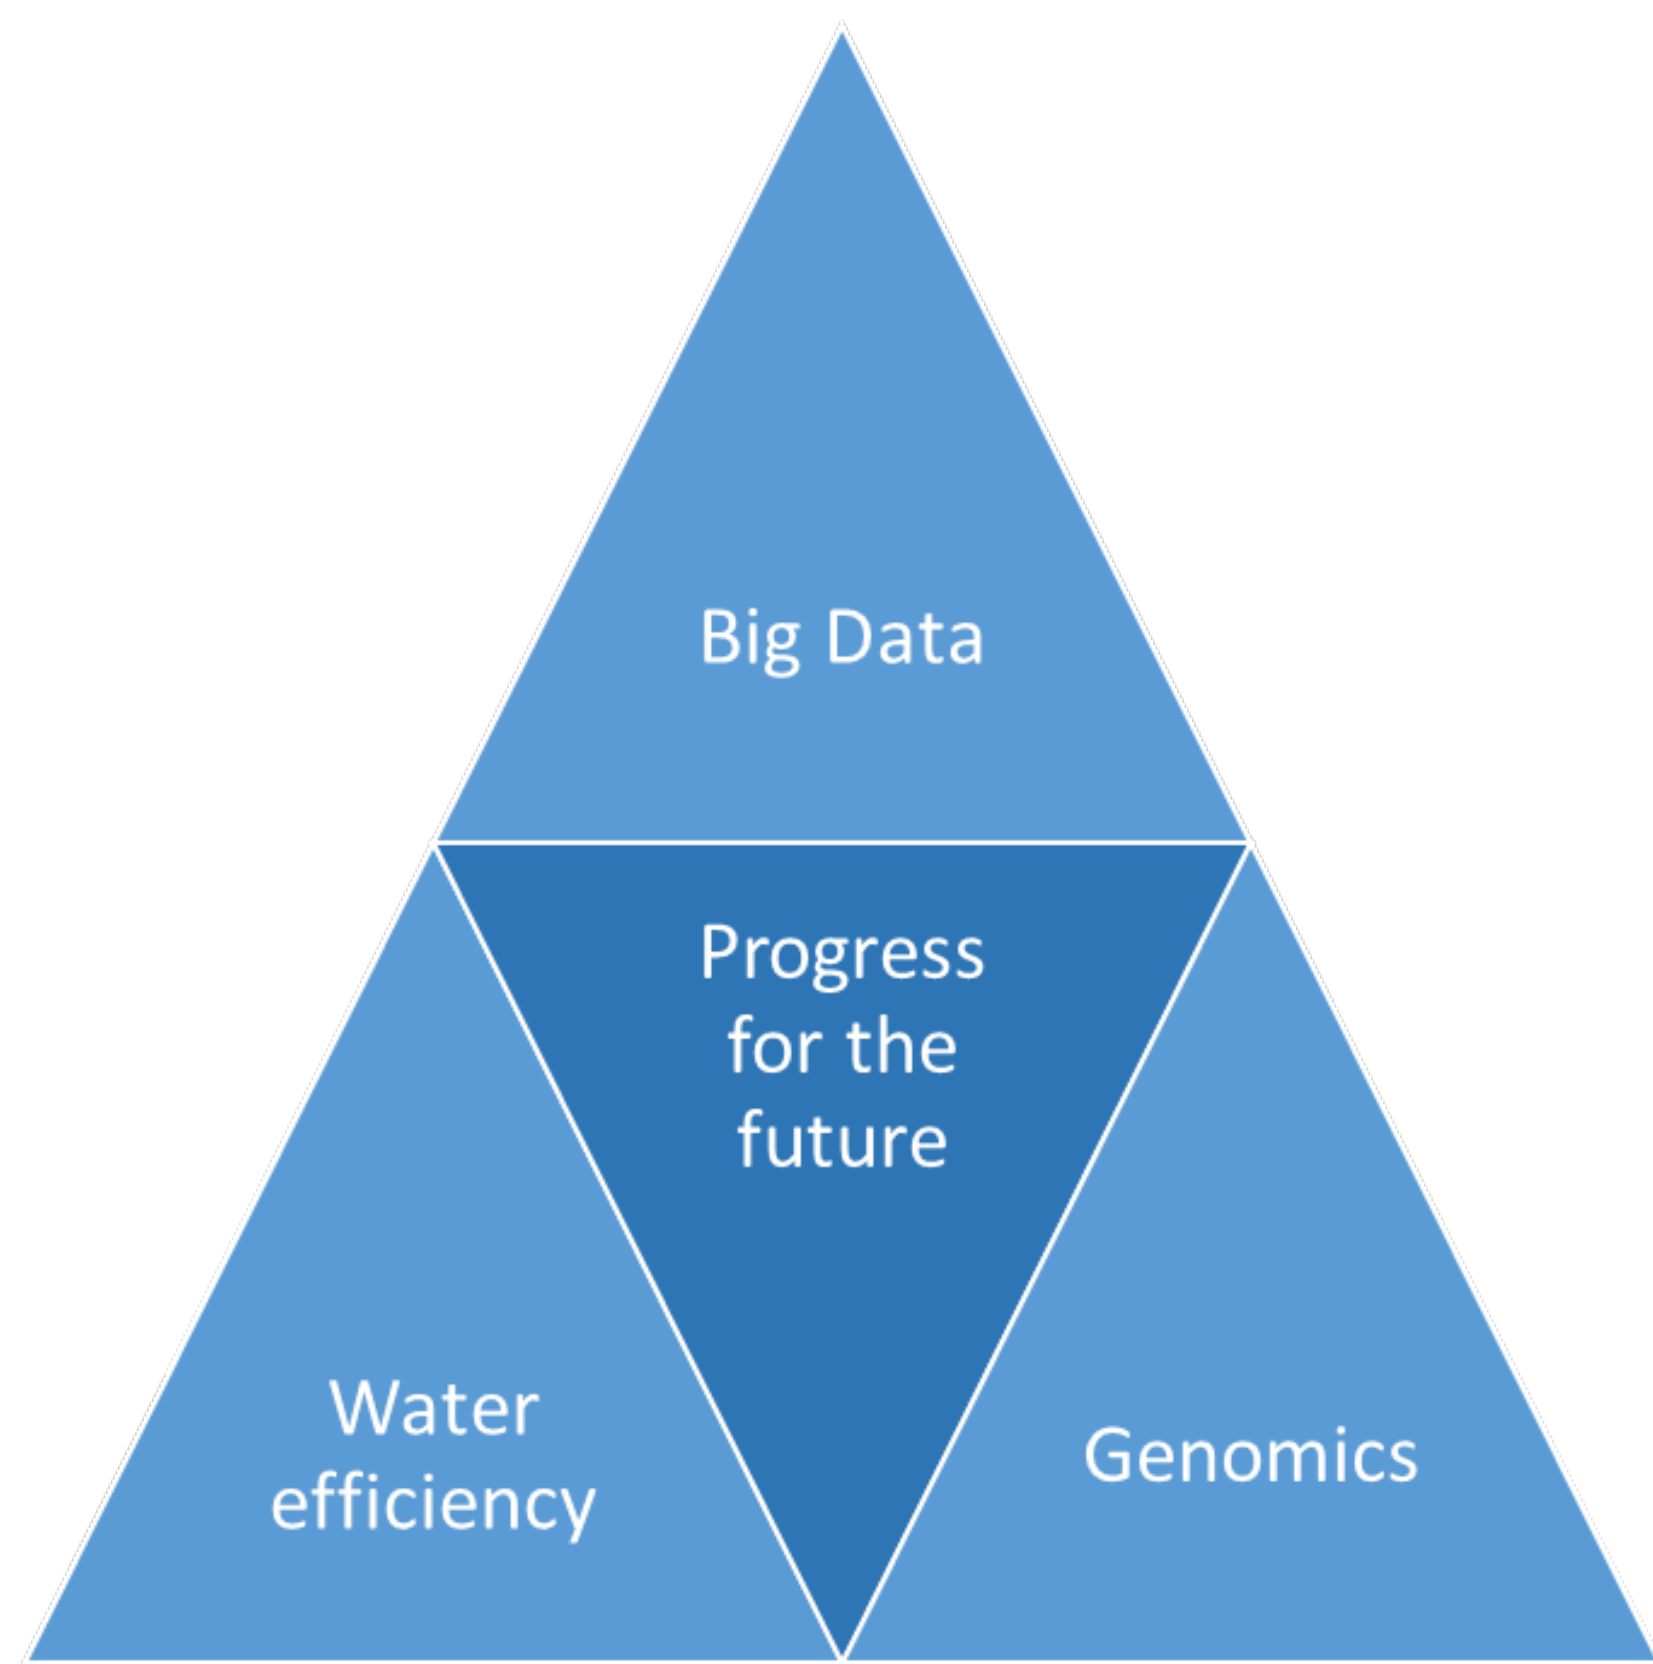 Big Data
Progress
for the
future
Water
efficiency
Genomics